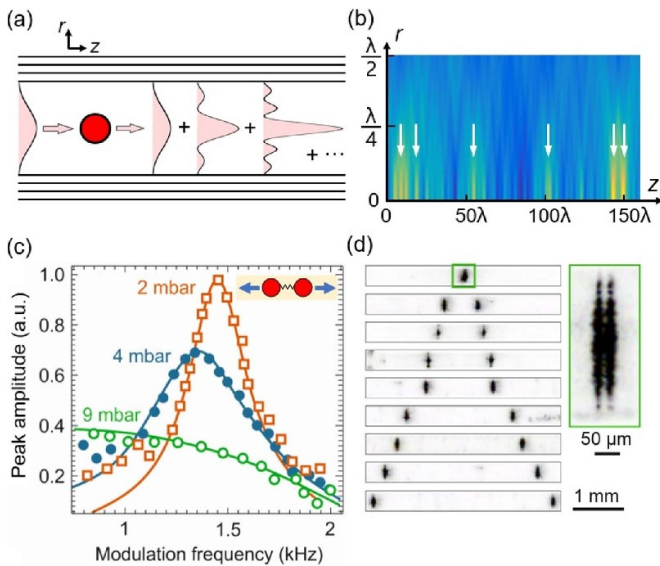 (a)
r
z
+
+
+ ···
(b)
r
λ/2
λ/4
0
0
50λ
100λ
150λ
z
(c)
Peak amplitude (a.u.)
1.0
0.8
0.6
0.4
0.2
2 mbar
4 mbar
9 mbar
1
1.5
2
Modulation frequency (kHz)
(d)
50 µm
1 mm